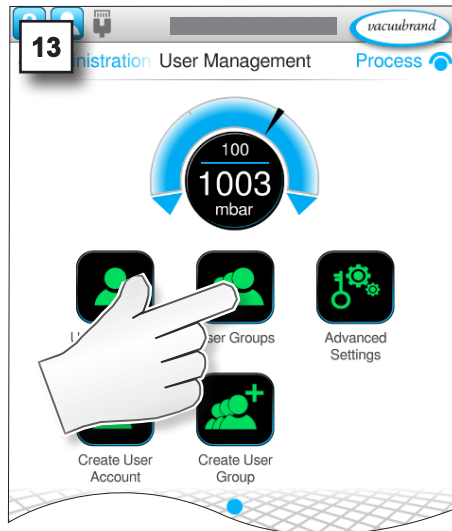 vacuubrand
13
nistration User Management Process
100
1003
mbar
ser Groups
Advanced
Settings
Create User
Account
Create User
Group